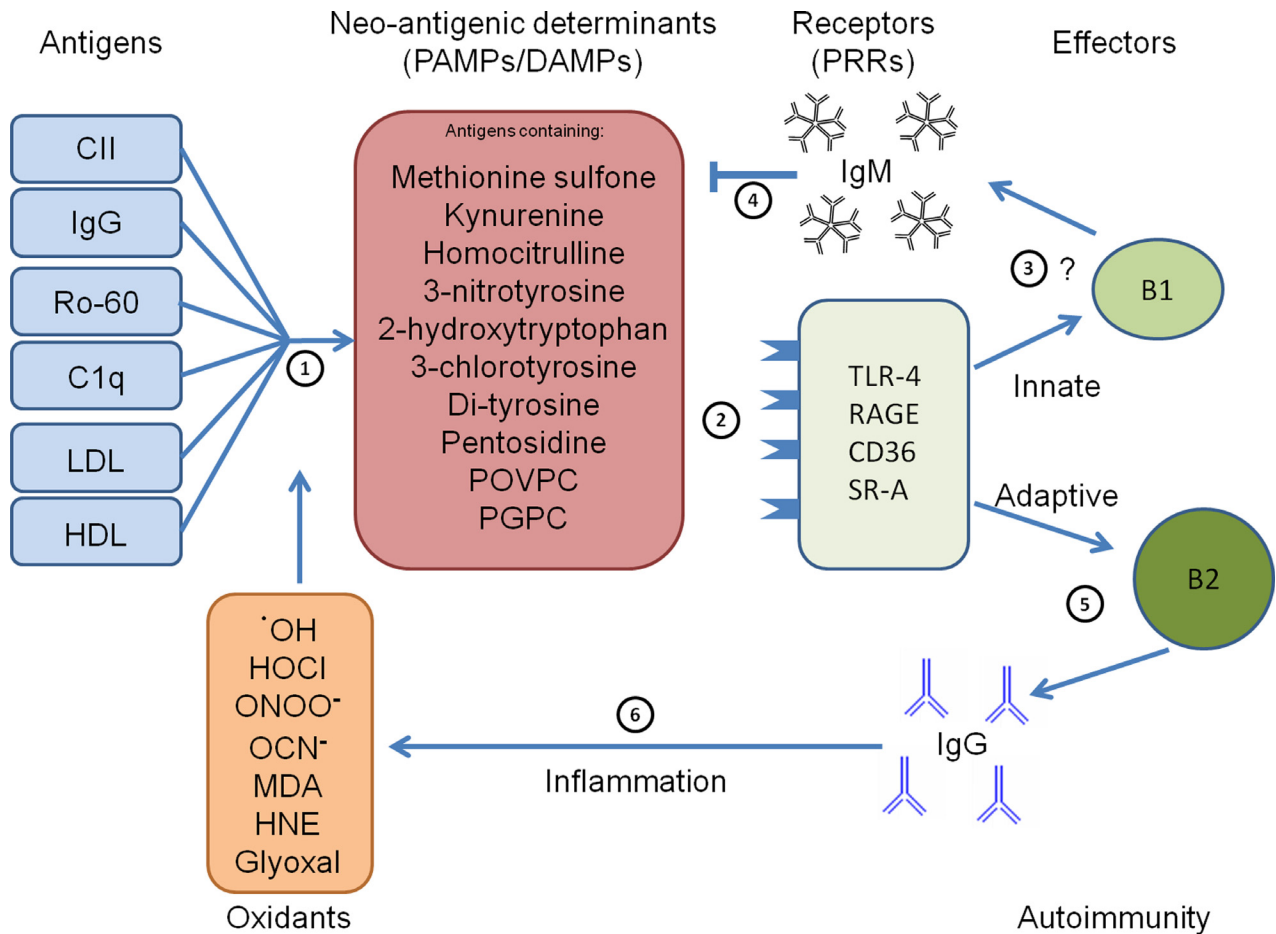 Antigens
Neo-antigenic determinants
(PAMPs/DAMPs)
Receptors
(PRRs)
Effectors
CII
IgG
Ro-60
C1q
LDL
HDL
1
Antigens containing:
Methionine sulfone
Kynurenine
Homocitrulline
3-nitrotyrosine
2-hydroxytryptophan
3-chlorotyrosine
Di-tyrosine
Pentosidine
POVPC
PGPC
IgM
4
3 ?
B1
2
TLR-4
RAGE
CD36
SR-A
Innate
Adaptive
B2
5
IgG
6
Inflammation
˙OH
HOCl
ONOO⁻
OCN⁻
MDA
HNE
Glyoxal
Oxidants
Autoimmunity